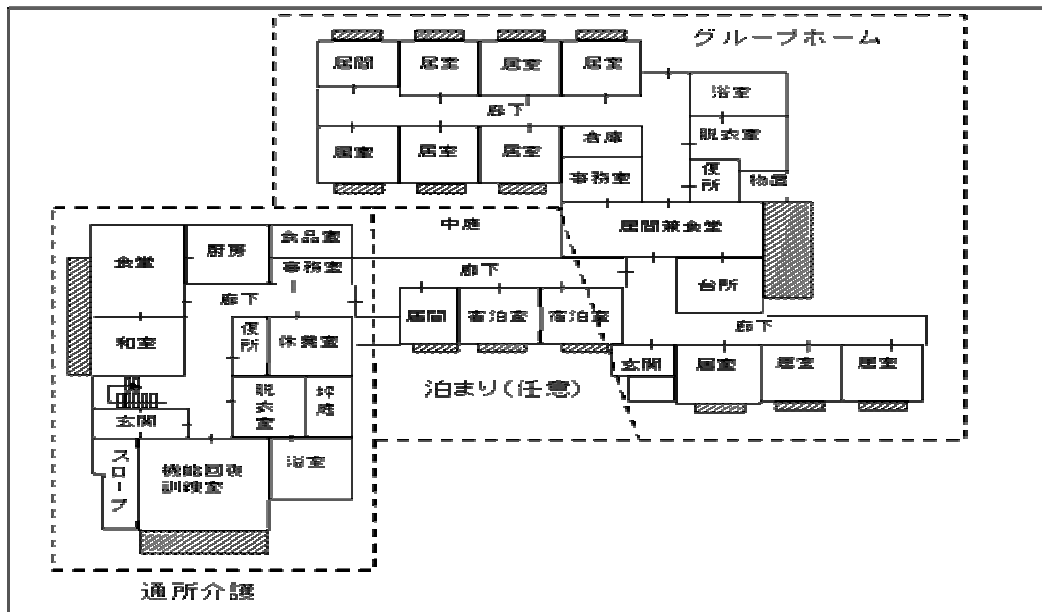 グループホーム
居間 居室 居室 居室
浴室
廊下
脱衣室
倉庫
居室 居室 居室
事務室
便所
物置
中庭
居間兼食堂
食堂
厨房
食品室
事務室
廊下
台所
廊下
居間 宿泊室 宿泊室
廊下
和室
便所
休養室
玄関
居室 居室 居室
泊まり(任意)
脱衣室
坪庭
玄関
スロープ
機能回復
訓練室
浴室
通所介護